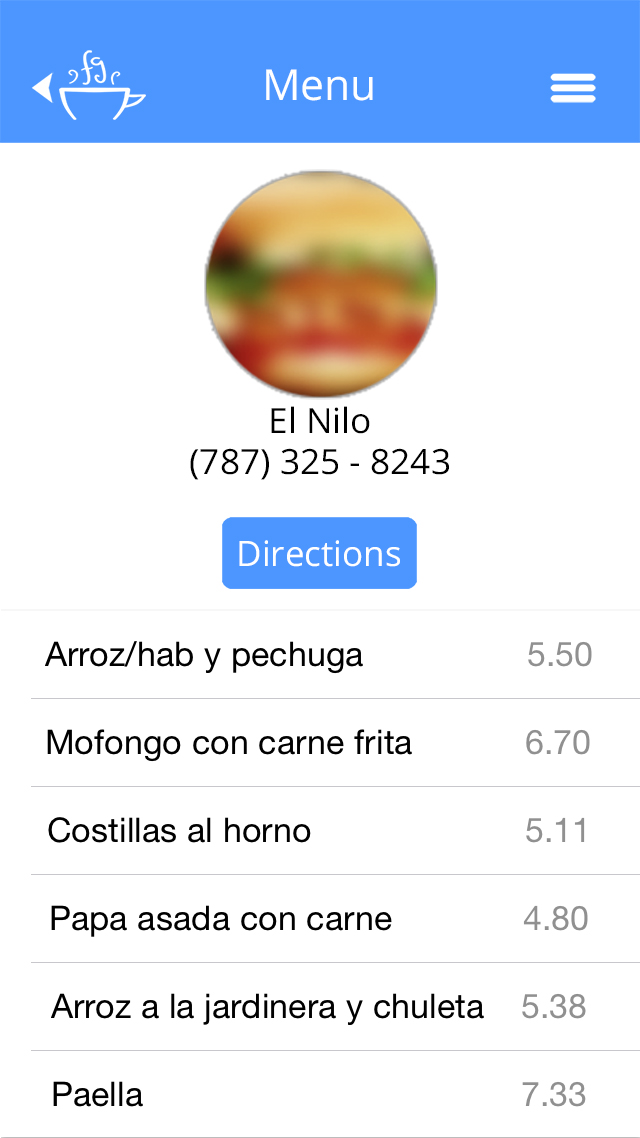 fg
Menu
El Nilo
(787) 325 - 8243
Directions
Arroz/hab y pechuga 5.50
Mofongo con carne frita 6.70
Costillas al horno 5.11
Papa asada con carne 4.80
Arroz a la jardinera y chuleta 5.38
Paella 7.33